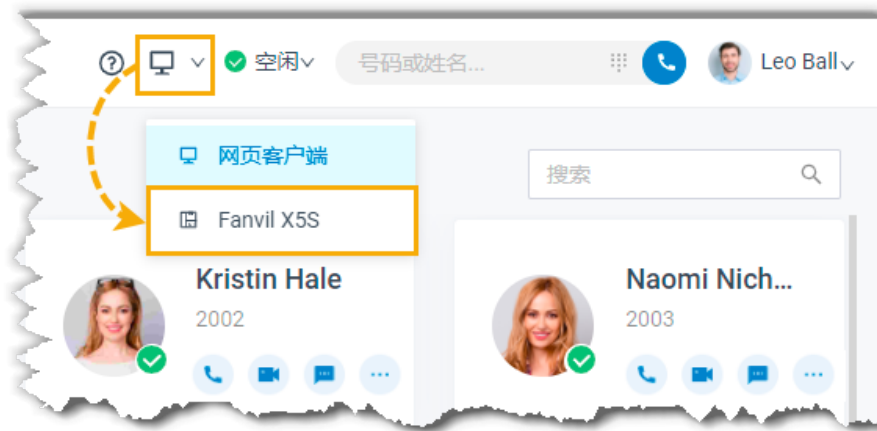 空闲
号码或姓名...
Leo Ball
网页客户端
搜索
Fanvil X5S
Kristin Hale
Naomi Nich...
2002
2003